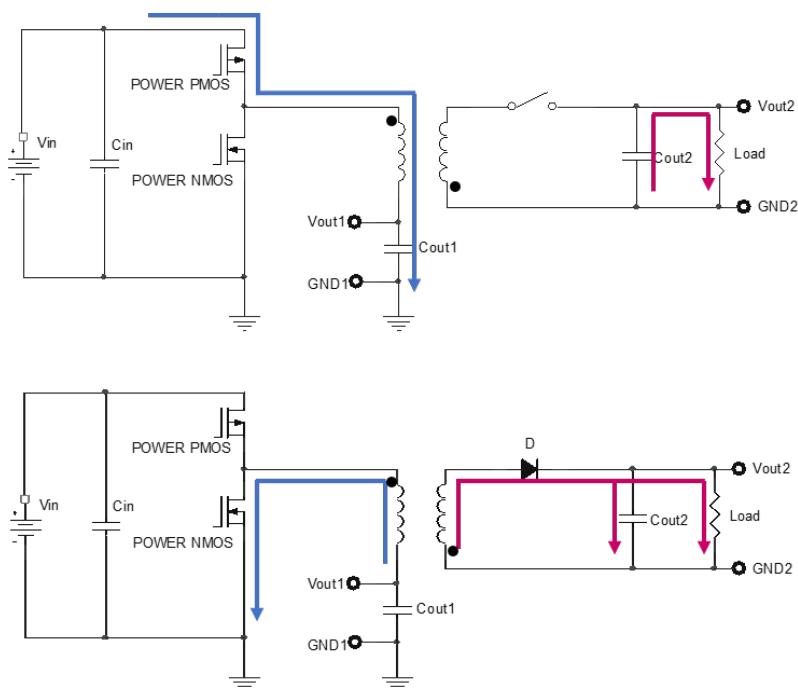 POWER PMOS
Vin
Cin
POWER NMOS
Vout1
Cout1
GND1
Vout2
Cout2
Load
GND2
POWER PMOS
D
Vout2
Vin
Cin
POWER NMOS
Cout2
Load
GND2
Vout1
Cout1
GND1